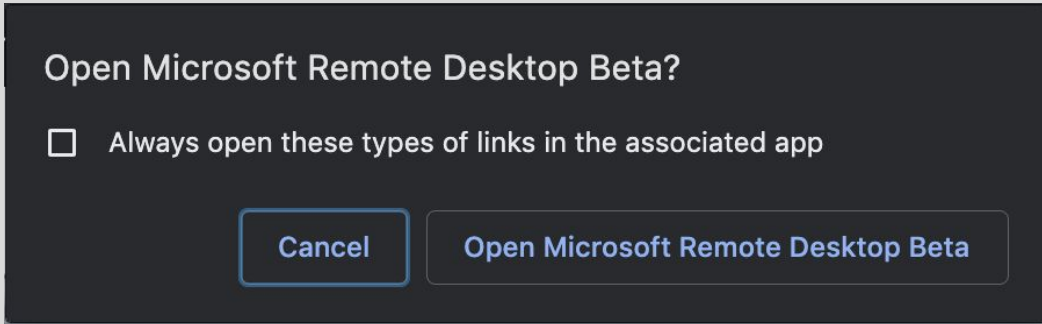 Open Microsoft Remote Desktop Beta?
Always open these types of links in the associated app
Cancel
Open Microsoft Remote Desktop Beta